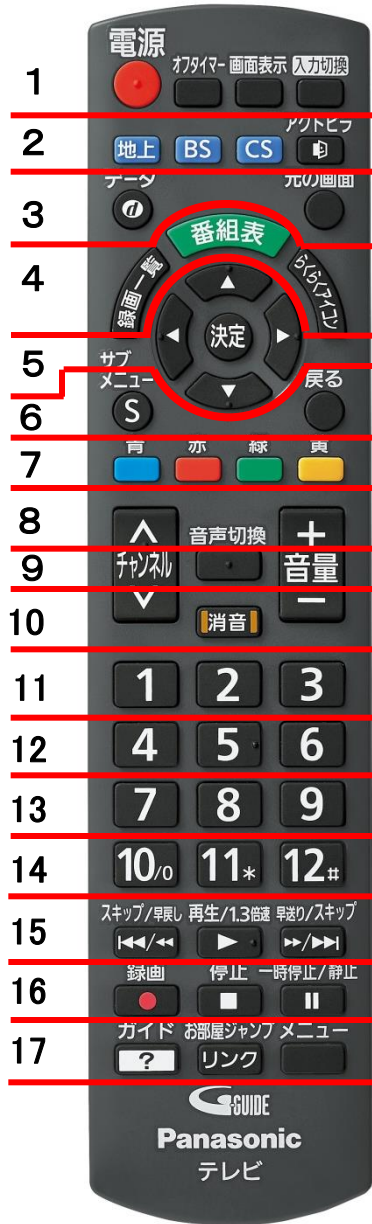 電源
オフタイマー 画面表示 入力切換
1
アクトビラ
2 地上 BS CS
データ 元の画面
3 d
番組表
4 録画一覧 らくらくアイコン
▲
◀ 決定 ▶
5 サブメニュー
▼
戻る
6 S
青 赤 緑 黄
7
8 ∧ 音声切換 +
9 チャンネル 音量
∨ −
10 消音
11 1 2 3
12 4 5 6
13 7 8 9
14 10/0 11* 12#
スキップ/早戻し 再生/1.3倍速 早送り/スキップ
15 |◀◀/◀◀ ▶ ▶▶/▶▶|
録画 停止 一時停止/静止
16 ● ■ ||
ガイド お部屋ジャンプ メニュー
17 ? リンク
G-GUIDE
Panasonic
テレビ